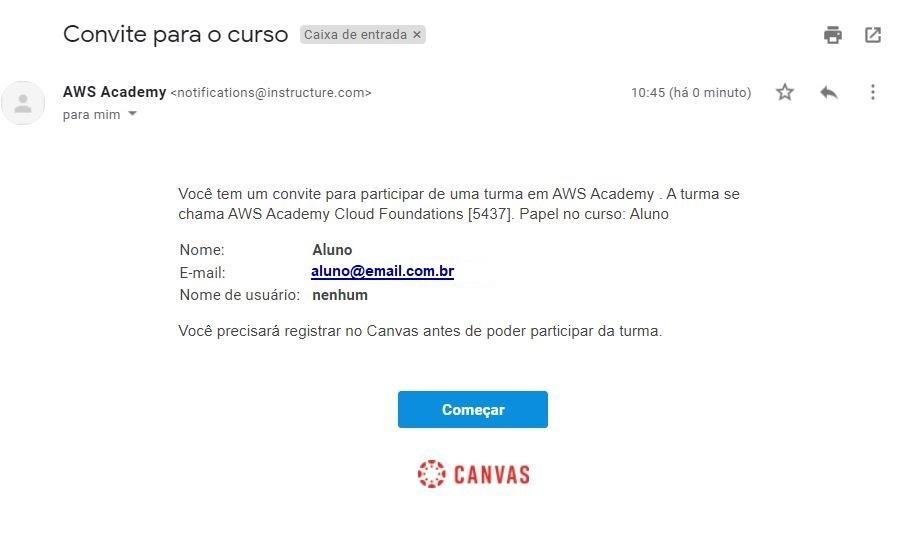 Convite para o curso Caixa de entrada ×
AWS Academy <notifications@instructure.com> 10:45 (há 0 minuto)
para mim
Você tem um convite para participar de uma turma em AWS Academy . A turma se
chama AWS Academy Cloud Foundations [5437]. Papel no curso: Aluno
Nome: Aluno
E-mail: aluno@email.com.br
Nome de usuário: nenhum
Você precisará registrar no Canvas antes de poder participar da turma.
Começar
CANVAS